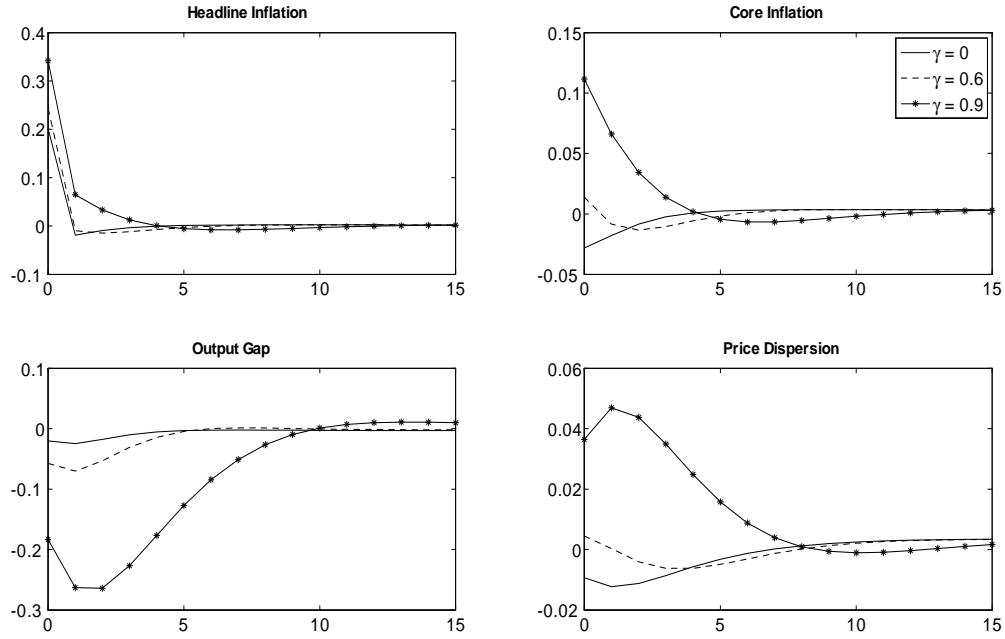 Headline Inflation
0.4
0.3
0.2
0.1
0
-0.1
0 5 10 15
Core Inflation
0.15
0.1
0.05
0
-0.05
0 5 10 15
γ = 0
γ = 0.6
γ = 0.9
Output Gap
0.1
0
-0.1
-0.2
-0.3
0 5 10 15
Price Dispersion
0.06
0.04
0.02
0
-0.02
0 5 10 15